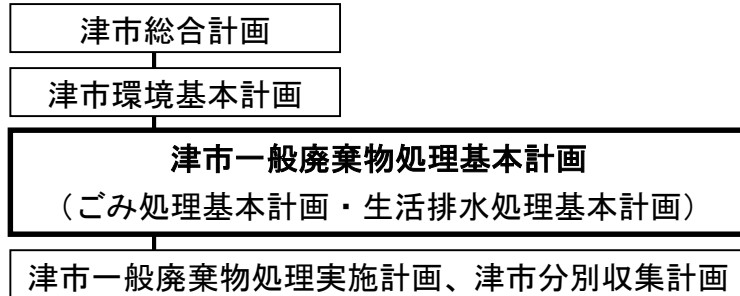 津市総合計画
津市環境基本計画
津市一般廃棄物処理基本計画
（ごみ処理基本計画・生活排水処理基本計画）
津市一般廃棄物処理実施計画、津市分別収集計画